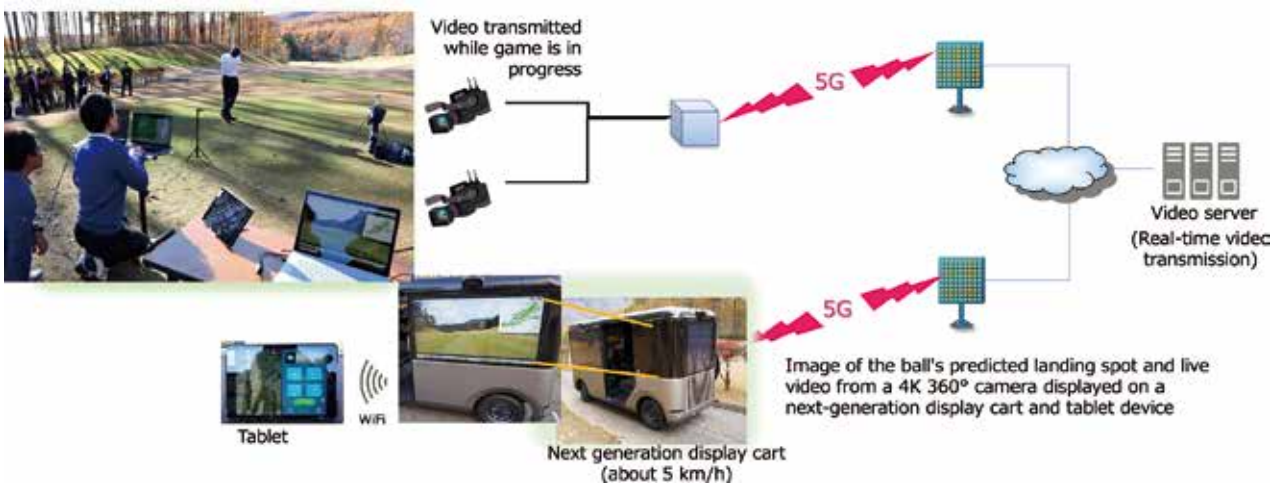 Video transmitted
while game is in
progress
5G
Video server
(Real-time video
transmission)
5G
Image of the ball's predicted landing spot and live
video from a 4K 360° camera displayed on a
next-generation display cart and tablet device
WiFi
Tablet
Next generation display cart
(about 5 km/h)